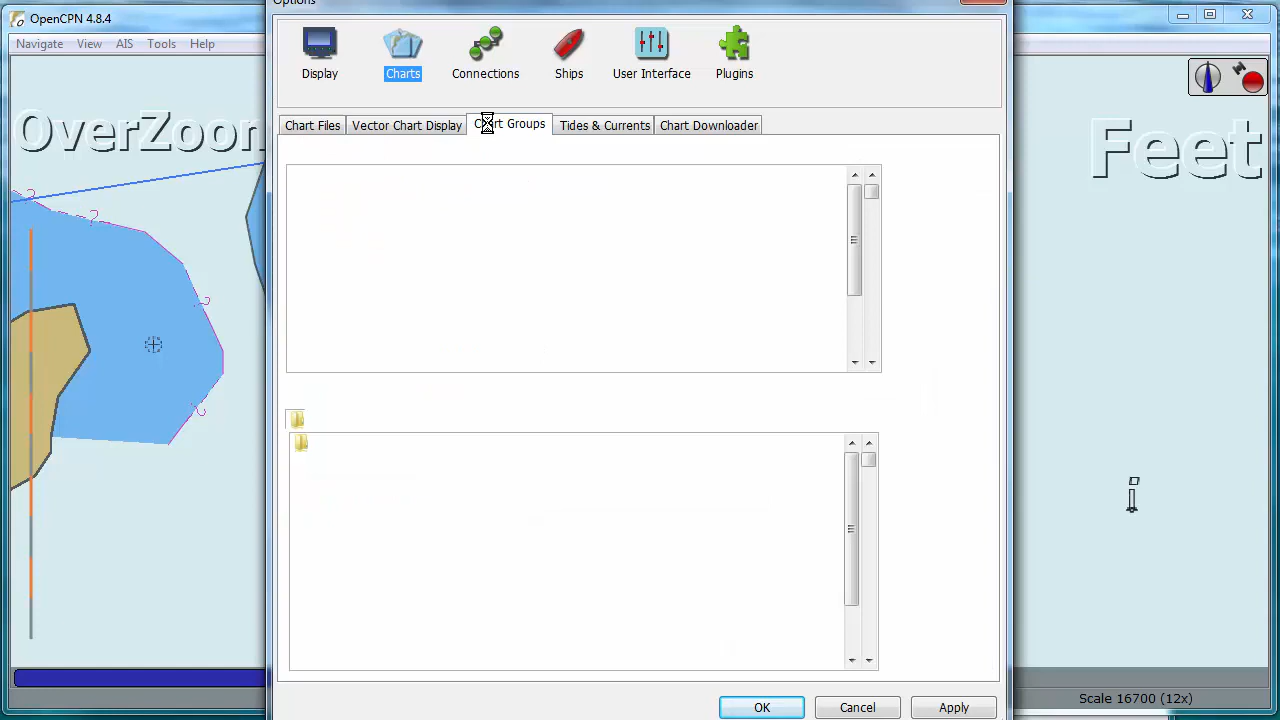 Options
OpenCPN 4.8.4
Navigate View AIS Tools Help
Display Charts Connections Ships User Interface Plugins
Chart Files Vector Chart Display Chart Groups Tides & Currents Chart Downloader
OverZoom
Feet
?
?
?
?
OK Cancel Apply
Scale 16700 (12x)